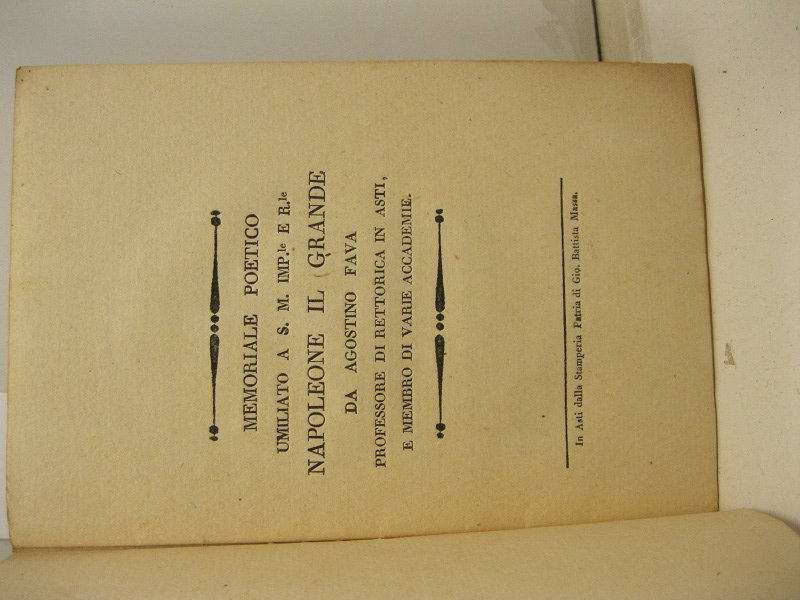 MEMORIALE POETICO
UMILIATO A S. M. IMP.le E R.le
NAPOLEONE IL GRANDE
DA AGOSTINO FAVA
PROFESSORE DI RETTORICA IN ASTI,
E MEMBRO DI VARIE ACCADEMIE.
In Asti dalla Stamperia Patria di Gio. Battista Massa.